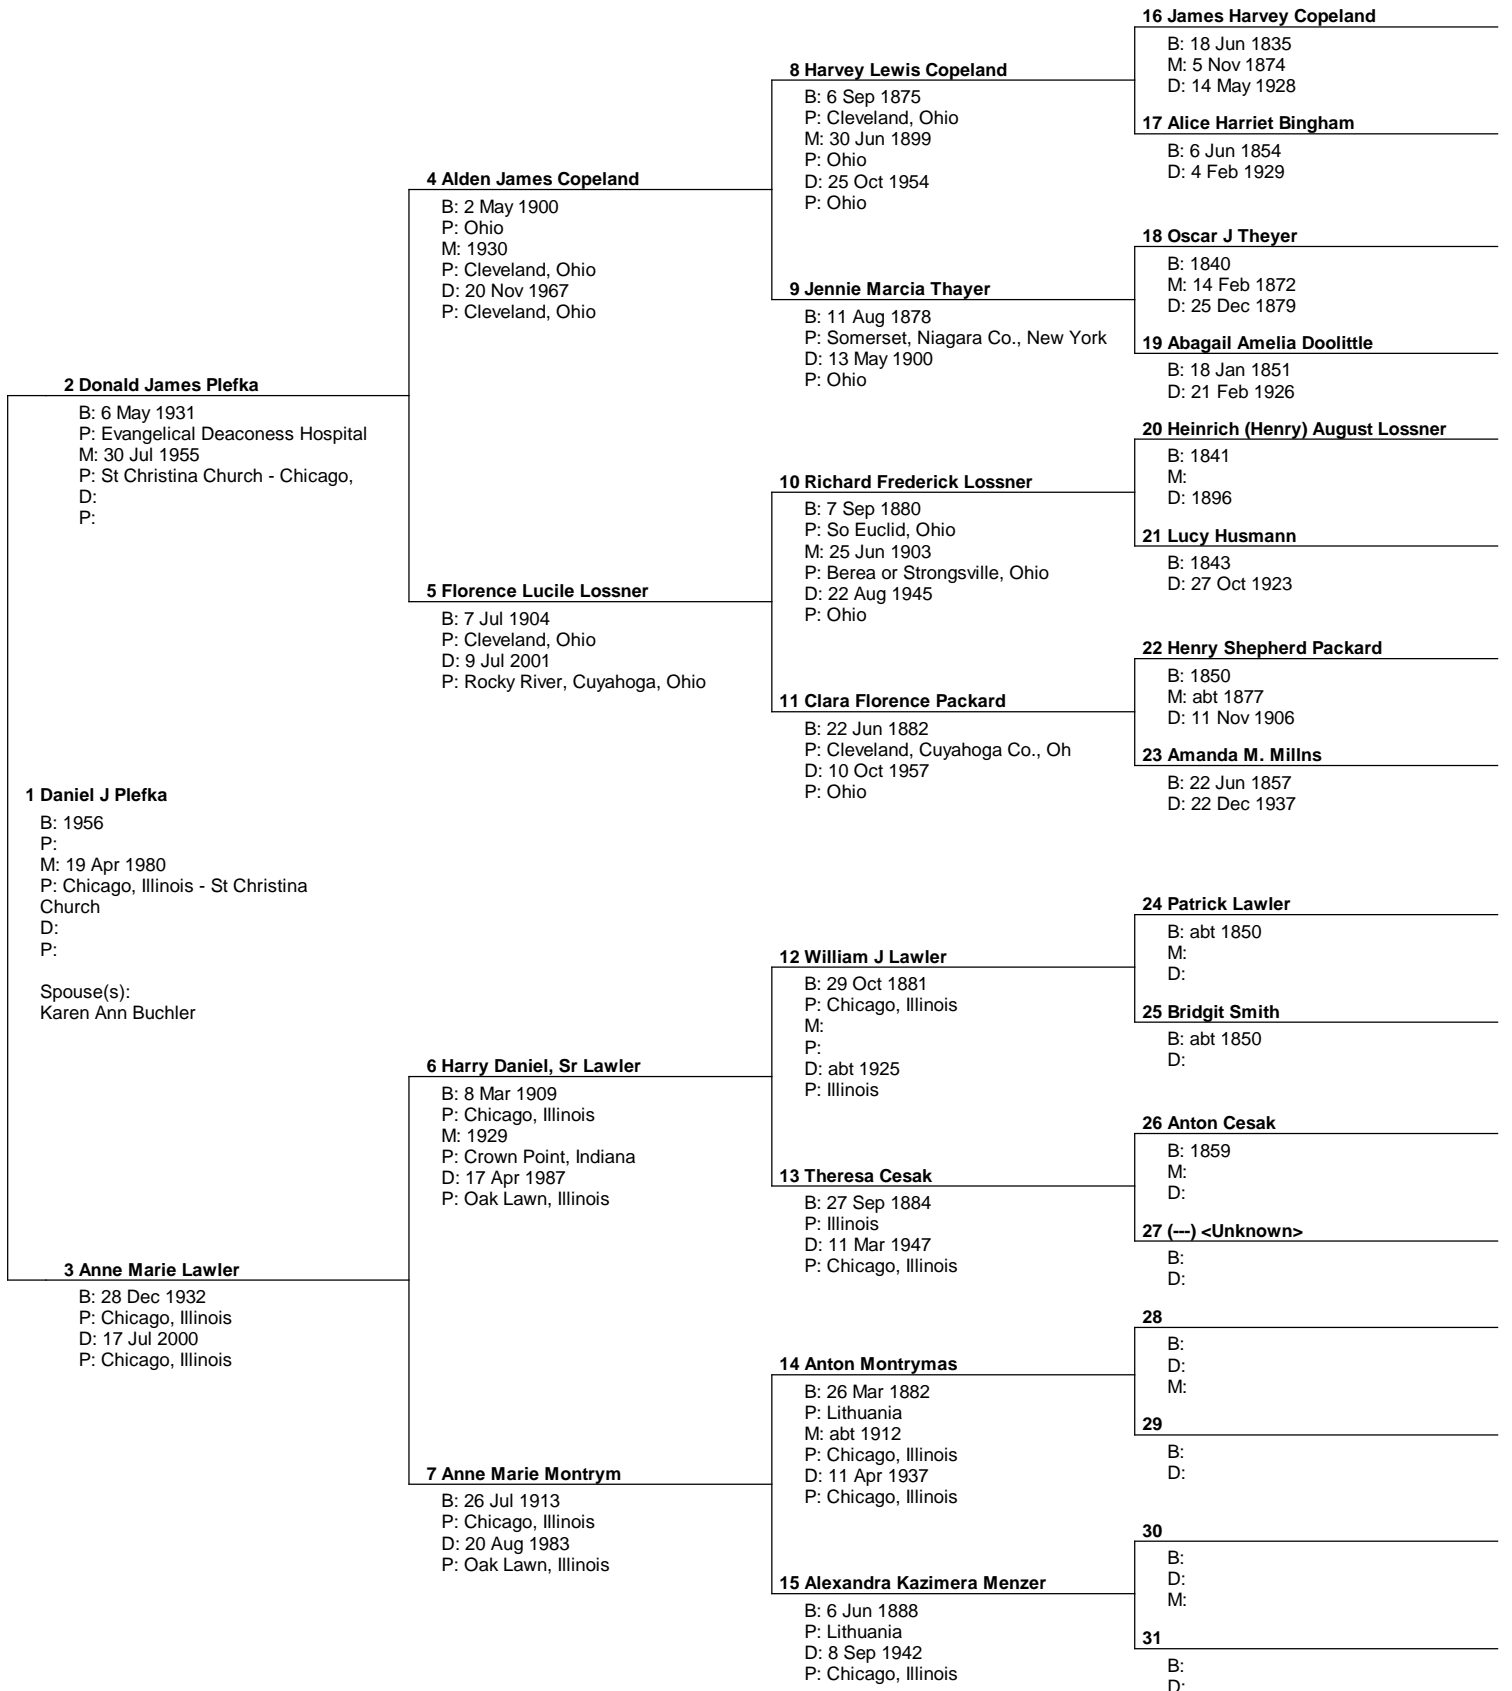 16 James Harvey Copeland
B: 18 Jun 1835
M: 5 Nov 1874
D: 14 May 1928
8 Harvey Lewis Copeland
B: 6 Sep 1875
P: Cleveland, Ohio
M: 30 Jun 1899
P: Ohio
D: 25 Oct 1954
P: Ohio
17 Alice Harriet Bingham
B: 6 Jun 1854
D: 4 Feb 1929
4 Alden James Copeland
B: 2 May 1900
P: Ohio
M: 1930
P: Cleveland, Ohio
D: 20 Nov 1967
P: Cleveland, Ohio
18 Oscar J Theyer
B: 1840
M: 14 Feb 1872
D: 25 Dec 1879
9 Jennie Marcia Thayer
B: 11 Aug 1878
P: Somerset, Niagara Co., New York
D: 13 May 1900
P: Ohio
19 Abagail Amelia Doolittle
B: 18 Jan 1851
D: 21 Feb 1926
2 Donald James Plefka
B: 6 May 1931
P: Evangelical Deaconess Hospital
M: 30 Jul 1955
P: St Christina Church - Chicago,
D:
P:
20 Heinrich (Henry) August Lossner
B: 1841
M:
D: 1896
10 Richard Frederick Lossner
B: 7 Sep 1880
P: So Euclid, Ohio
M: 25 Jun 1903
P: Berea or Strongsville, Ohio
D: 22 Aug 1945
P: Ohio
21 Lucy Husmann
B: 1843
D: 27 Oct 1923
5 Florence Lucile Lossner
B: 7 Jul 1904
P: Cleveland, Ohio
D: 9 Jul 2001
P: Rocky River, Cuyahoga, Ohio
22 Henry Shepherd Packard
B: 1850
M: abt 1877
D: 11 Nov 1906
11 Clara Florence Packard
B: 22 Jun 1882
P: Cleveland, Cuyahoga Co., Oh
D: 10 Oct 1957
P: Ohio
23 Amanda M. Millns
B: 22 Jun 1857
D: 22 Dec 1937
1 Daniel J Plefka
B: 1956
P:
M: 19 Apr 1980
P: Chicago, Illinois - St Christina
Church
D:
P:
Spouse(s):
Karen Ann Buchler
24 Patrick Lawler
B: abt 1850
M:
D:
12 William J Lawler
B: 29 Oct 1881
P: Chicago, Illinois
M:
P:
D: abt 1925
P: Illinois
25 Bridgit Smith
B: abt 1850
D:
6 Harry Daniel, Sr Lawler
B: 8 Mar 1909
P: Chicago, Illinois
M: 1929
P: Crown Point, Indiana
D: 17 Apr 1987
P: Oak Lawn, Illinois
26 Anton Cesak
B: 1859
M:
D:
13 Theresa Cesak
B: 27 Sep 1884
P: Illinois
D: 11 Mar 1947
P: Chicago, Illinois
27 (---) <Unknown>
B:
D:
3 Anne Marie Lawler
B: 28 Dec 1932
P: Chicago, Illinois
D: 17 Jul 2000
P: Chicago, Illinois
28
B:
D:
M:
14 Anton Montrymas
B: 26 Mar 1882
P: Lithuania
M: abt 1912
P: Chicago, Illinois
D: 11 Apr 1937
P: Chicago, Illinois
29
B:
D:
7 Anne Marie Montrym
B: 26 Jul 1913
P: Chicago, Illinois
D: 20 Aug 1983
P: Oak Lawn, Illinois
30
B:
D:
M:
15 Alexandra Kazimera Menzer
B: 6 Jun 1888
P: Lithuania
D: 8 Sep 1942
P: Chicago, Illinois
31
B:
D: